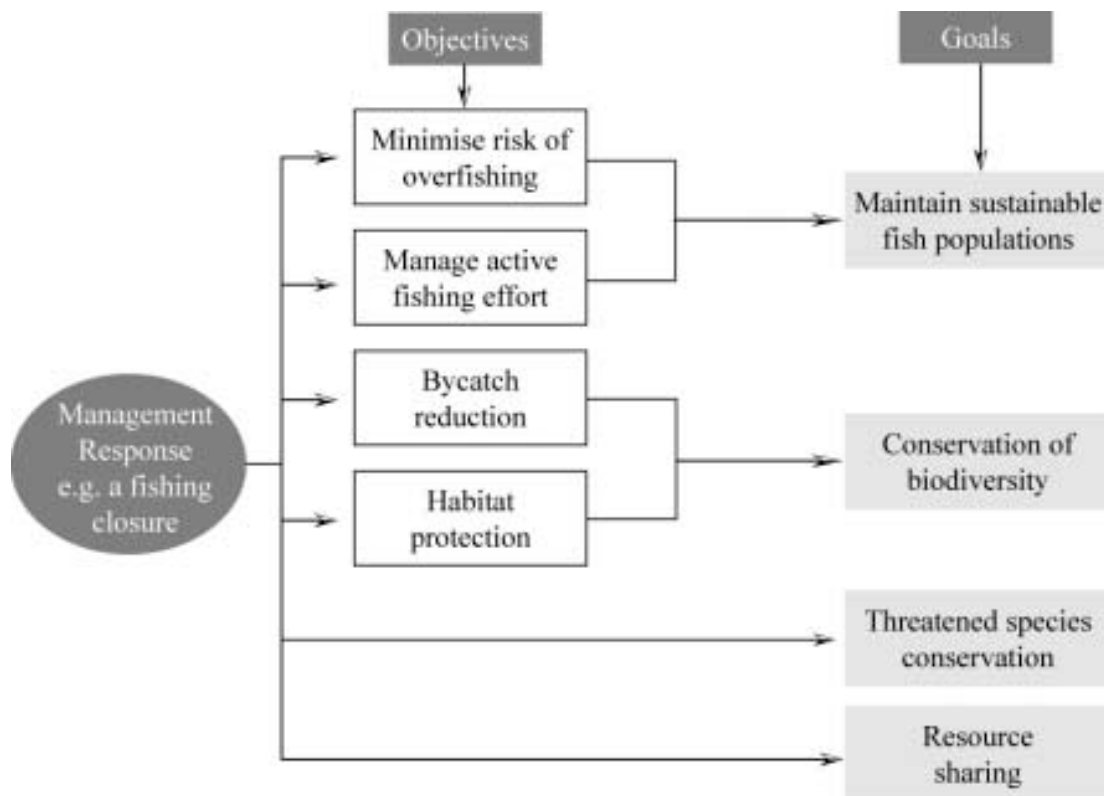 Objectives
Goals
Minimise risk of
overfishing
Manage active
fishing effort
Maintain sustainable
fish populations
Management
Response
e.g. a fishing
closure
Bycatch
reduction
Habitat
protection
Conservation of
biodiversity
Threatened species
conservation
Resource
sharing